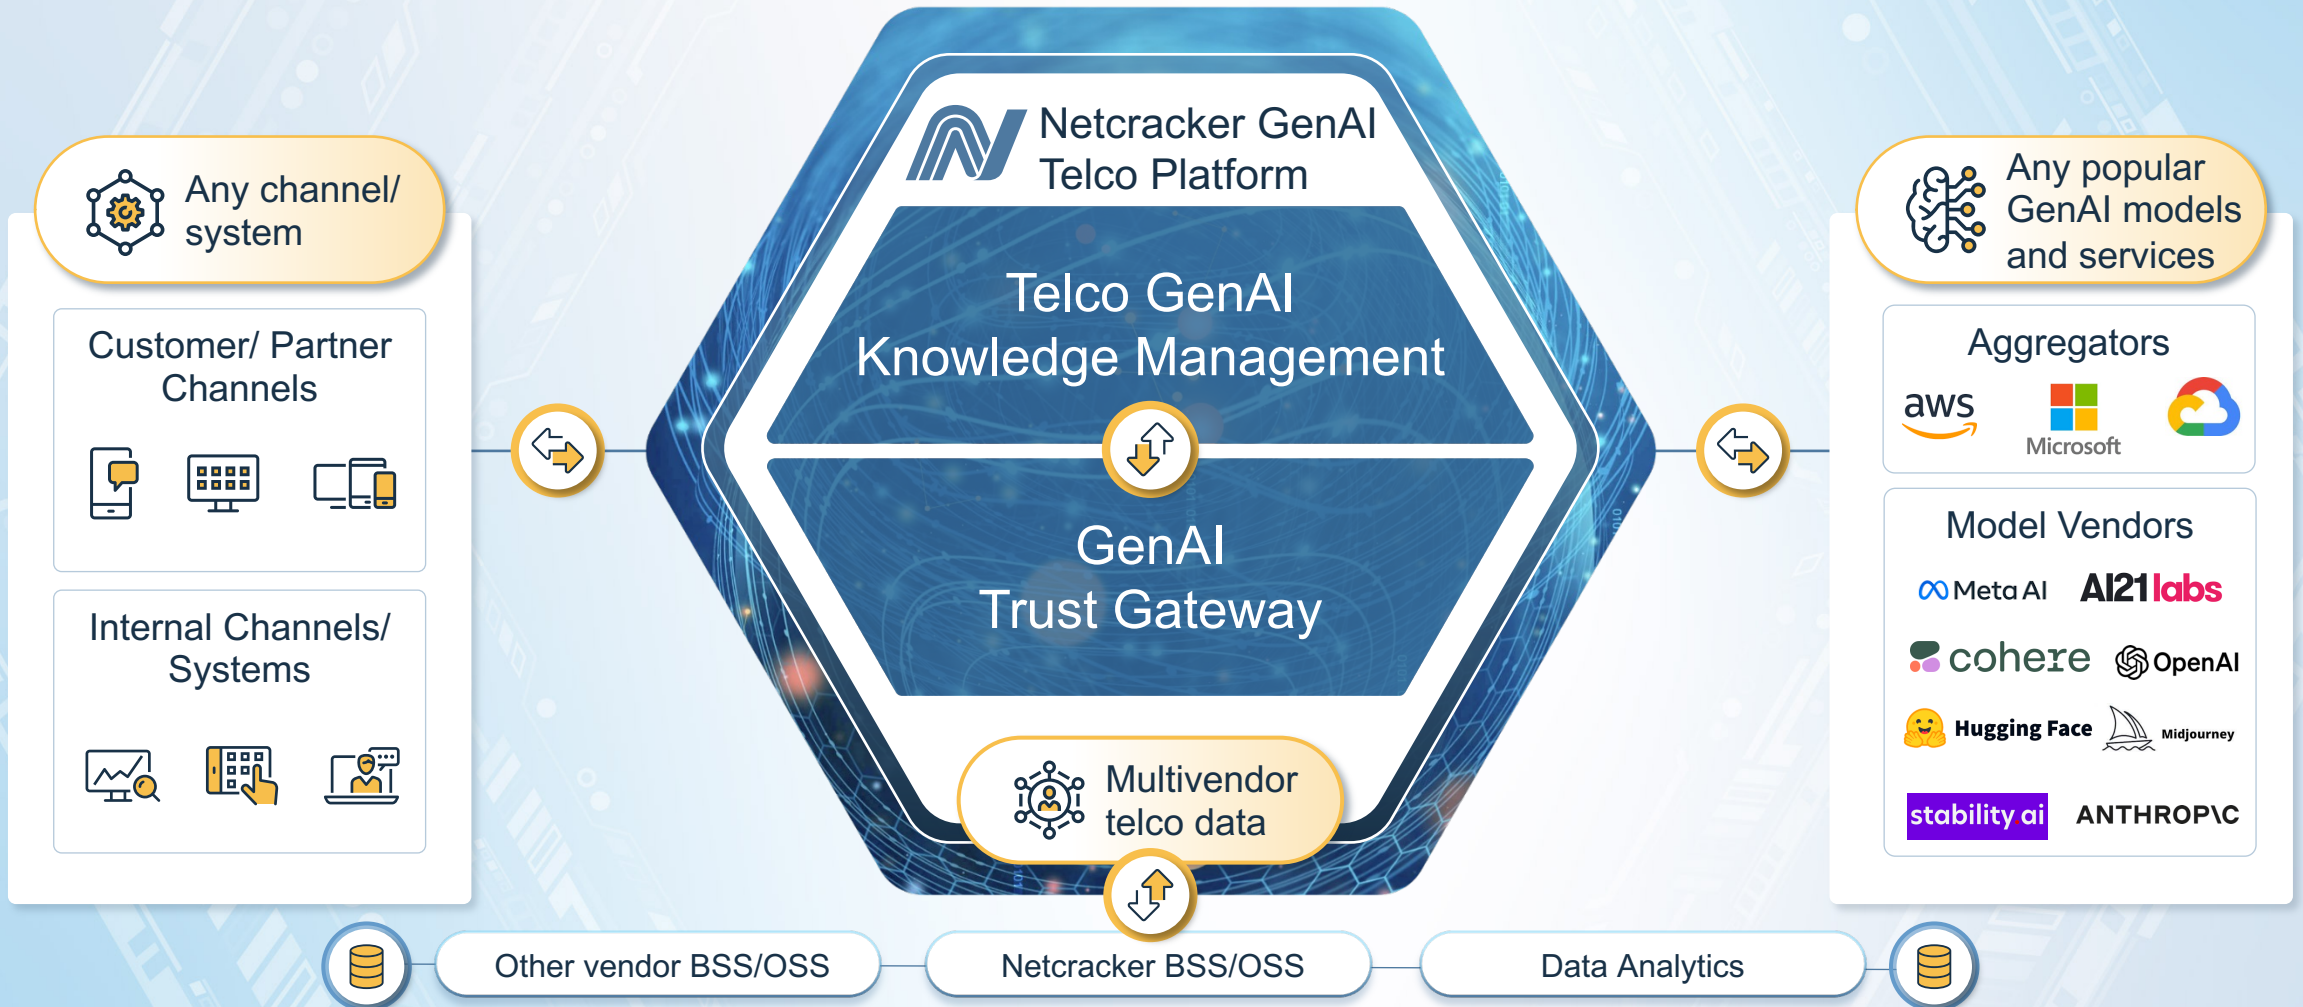 Netcracker GenAI
Telco Platform
Any channel/
system
Customer/ Partner
Channels
Internal Channels/
Systems
Telco GenAI
Knowledge Management
GenAI
Trust Gateway
Multivendor
telco data
Any popular
GenAI models
and services
Aggregators
aws
Microsoft
Model Vendors
Meta AI
AI21 labs
cohere
OpenAI
Hugging Face
Midjourney
stability.ai
ANTHROP\C
Other vendor BSS/OSS
Netcracker BSS/OSS
Data Analytics